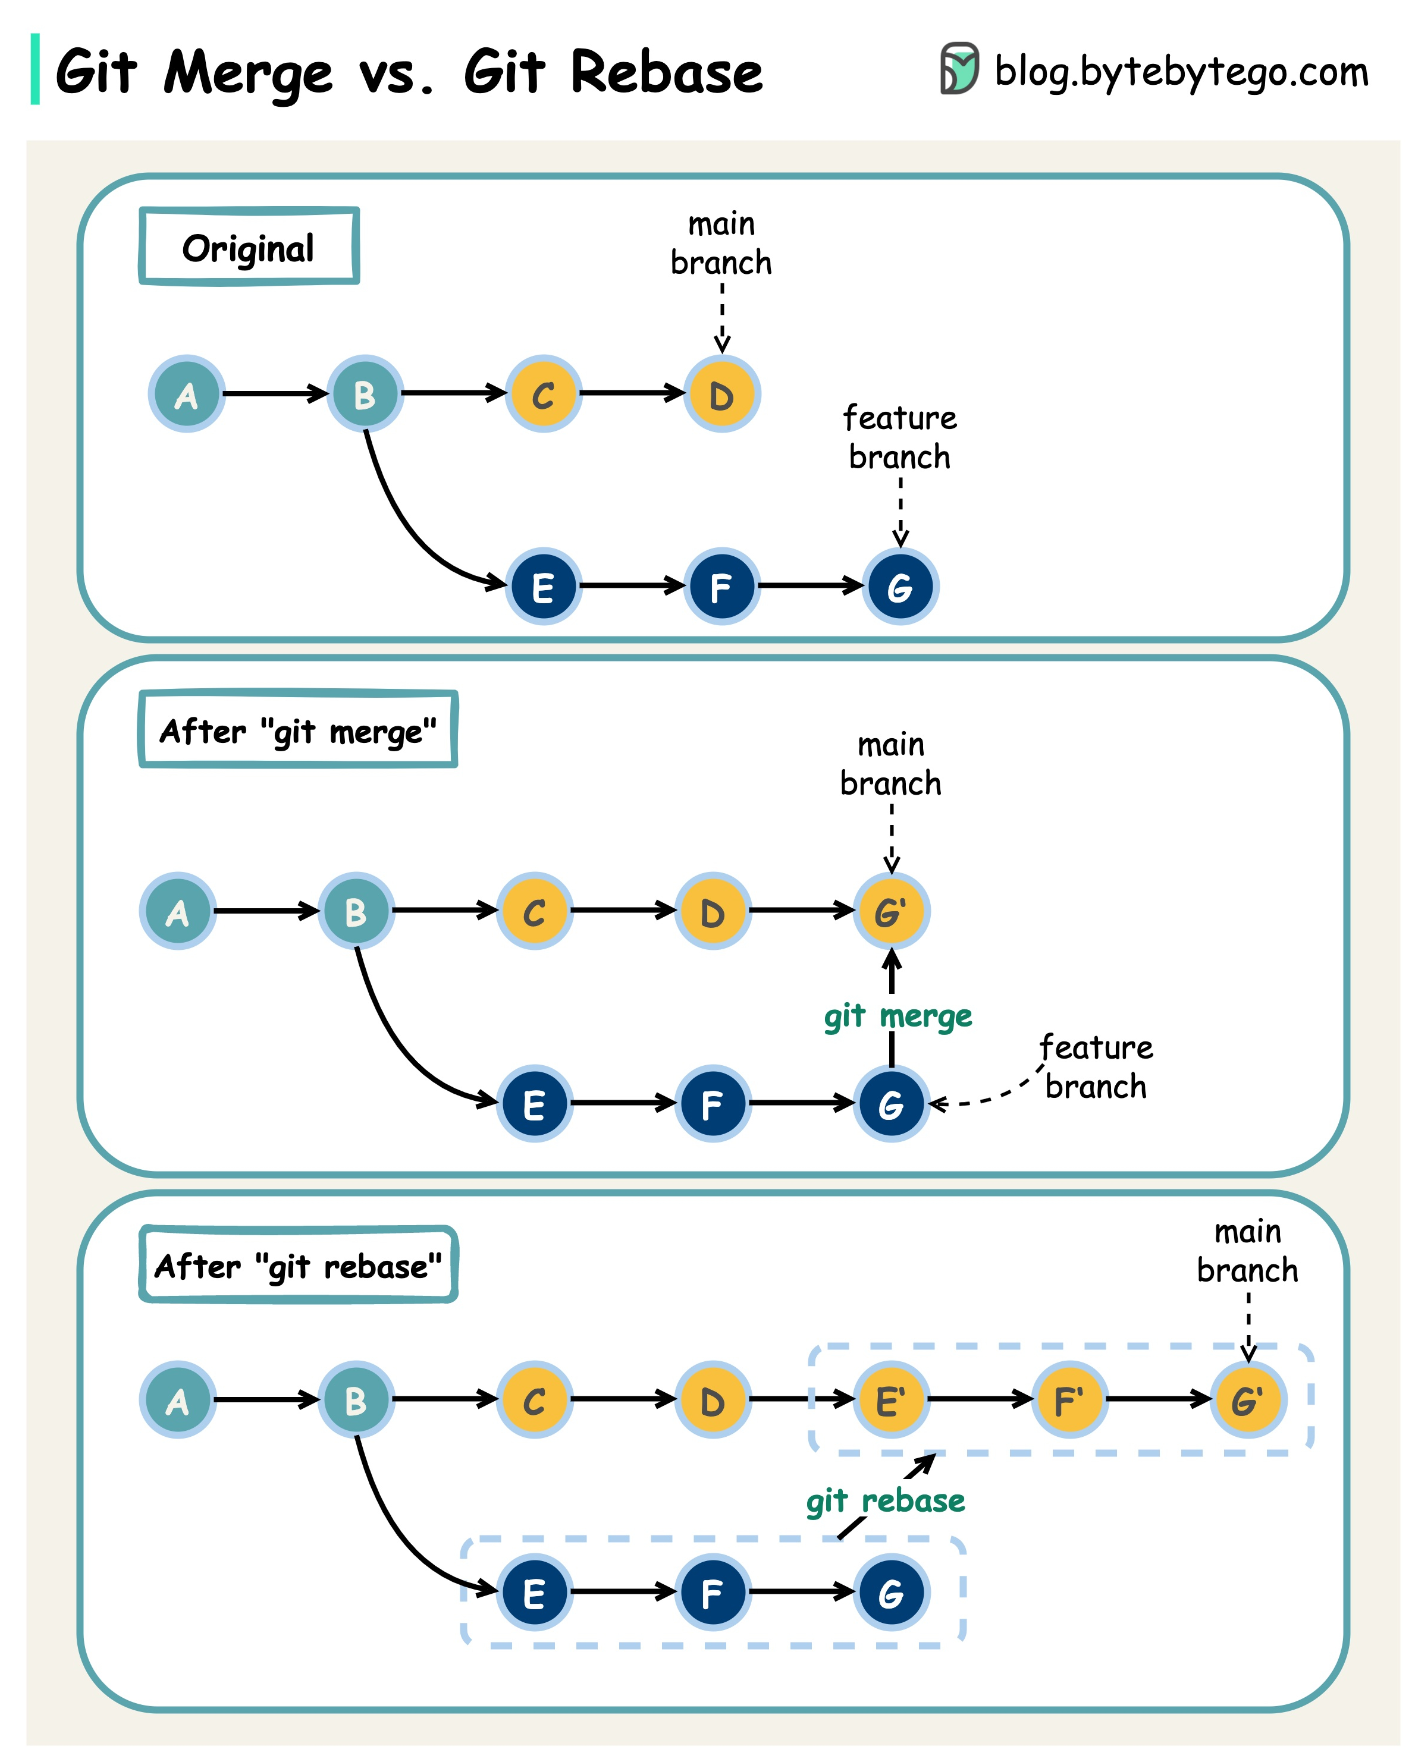 Git Merge vs. Git Rebase
blog.bytebytego.com
Original
main
branch
A
B
C
D
feature
branch
E
F
G
After "git merge"
main
branch
A
B
C
D
G'
git merge
feature
branch
E
F
G
After "git rebase"
main
branch
A
B
C
D
E'
F'
G'
git rebase
E
F
G